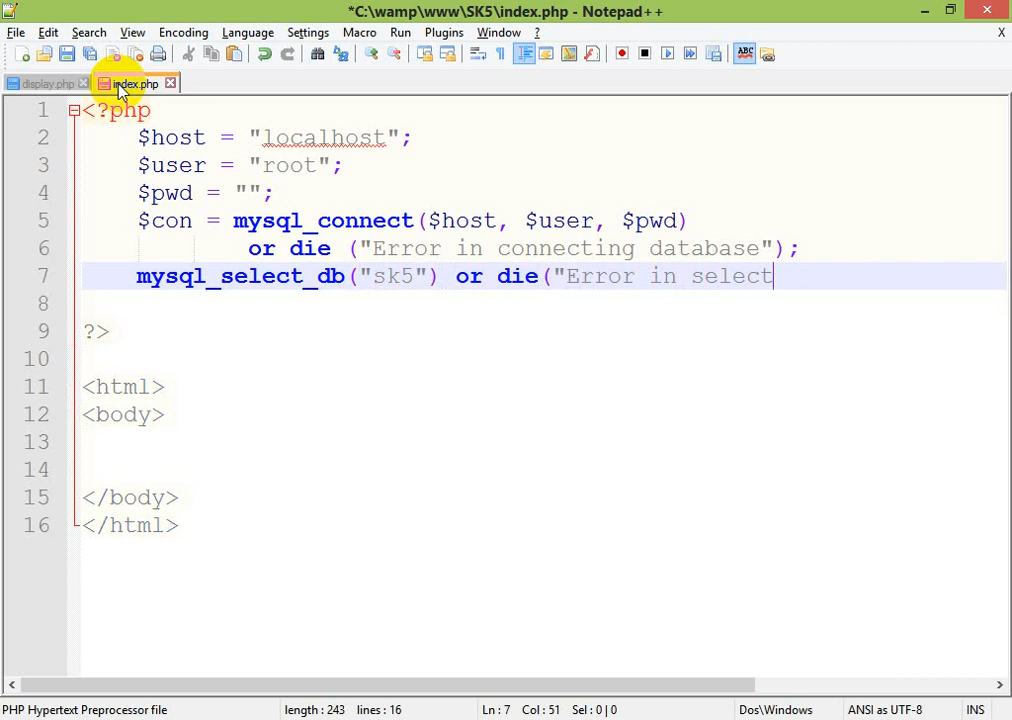 *C:\wamp\www\SK5\index.php - Notepad++
File Edit Search View Encoding Language Settings Macro Run Plugins Window ? X
display.php index.php
1 <?php
2 $host = "localhost";
3 $user = "root";
4 $pwd = "";
5 $con = mysql_connect($host, $user, $pwd)
6 or die ("Error in connecting database");
7 mysql_select_db("sk5") or die("Error in select
8
9 ?>
10
11 <html>
12 <body>
13
14
15 </body>
16 </html>
PHP Hypertext Preprocessor file length : 243 lines : 16 Ln : 7 Col : 51 Sel : 0 | 0 Dos\Windows ANSI as UTF-8 INS